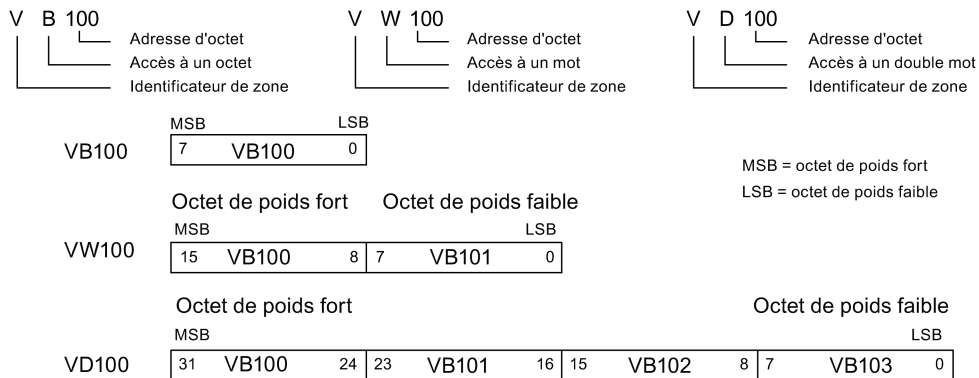 V B 100 V W 100 V D 100
Adresse d'octet Adresse d'octet Adresse d'octet
Accès à un octet Accès à un mot Accès à un double mot
Identificateur de zone Identificateur de zone Identificateur de zone
MSB LSB
VB100 7 VB100 0
MSB = octet de poids fort
LSB = octet de poids faible
Octet de poids fort Octet de poids faible
MSB LSB
VW100 15 VB100 8 7 VB101 0
Octet de poids fort Octet de poids faible
MSB LSB
VD100 31 VB100 24 23 VB101 16 15 VB102 8 7 VB103 0